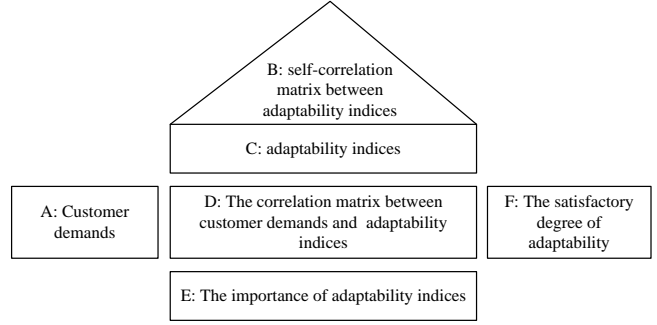 B: self-correlation
matrix between
adaptability indices
C: adaptability indices
A: Customer
demands
D: The correlation matrix between
customer demands and adaptability
indices
F: The satisfactory
degree of
adaptability
E: The importance of adaptability indices